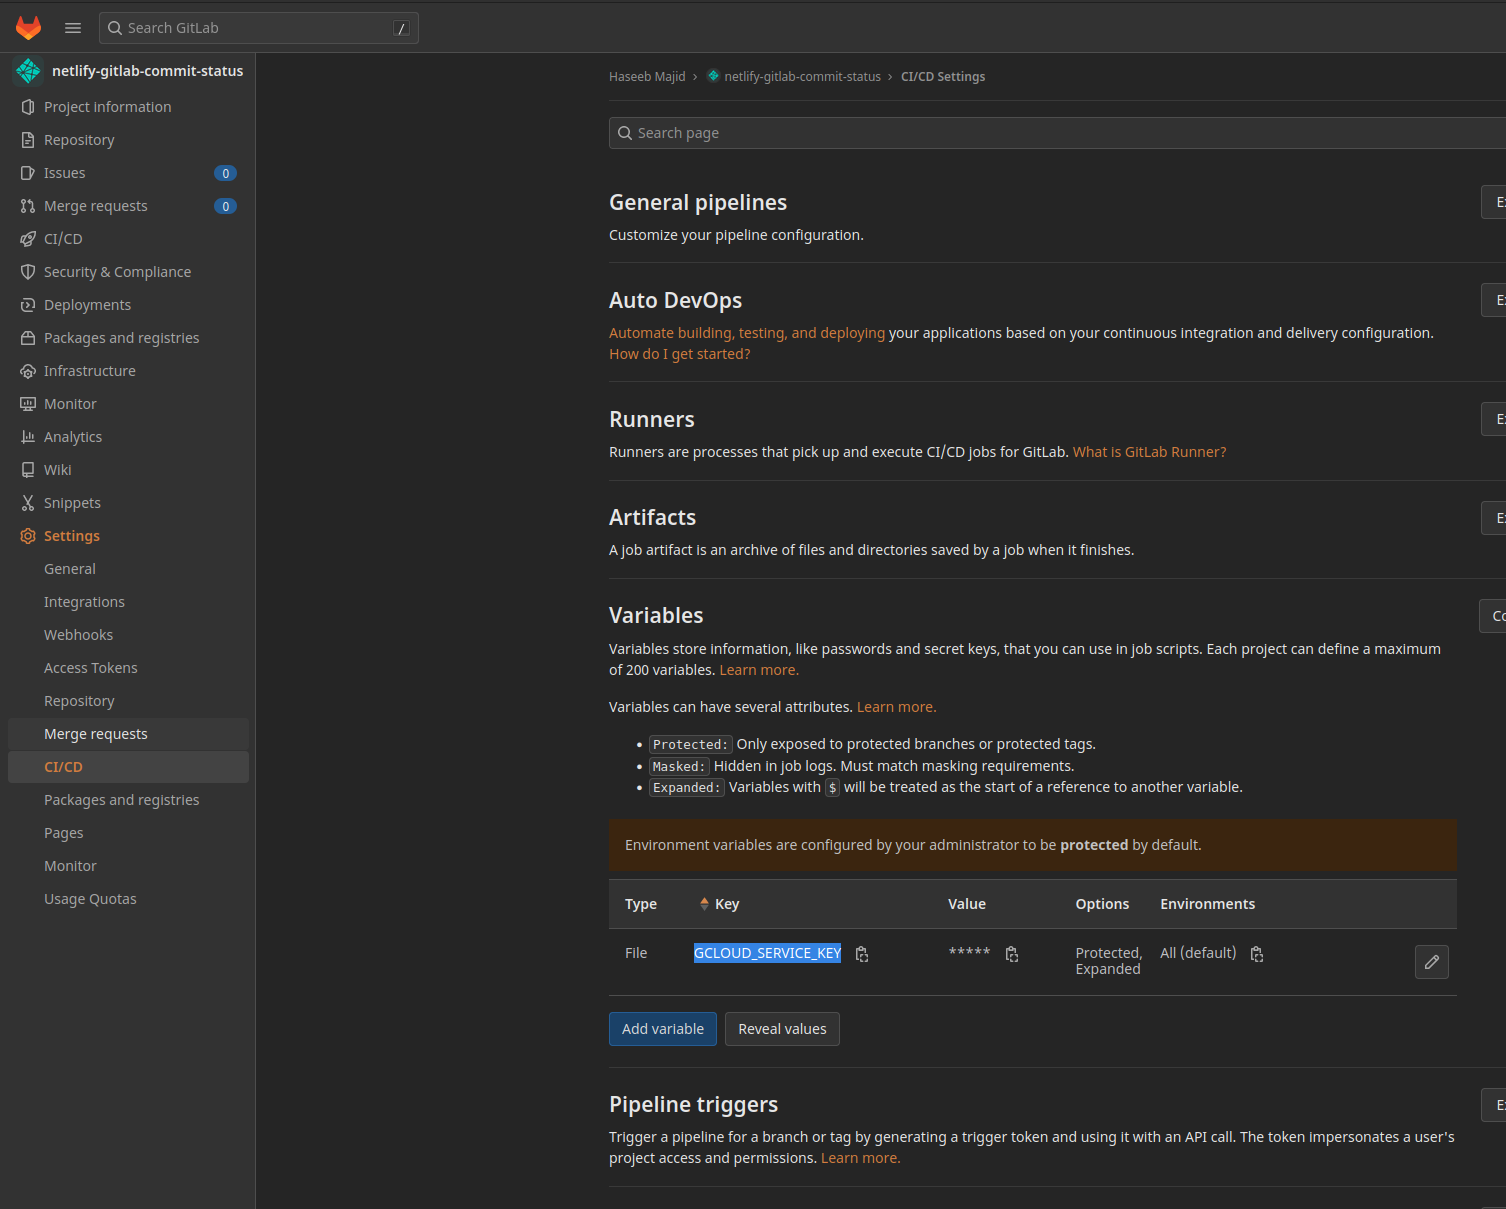 Search GitLab /
netlify-gitlab-commit-status
Project information
Repository
Issues 0
Merge requests 0
CI/CD
Security & Compliance
Deployments
Packages and registries
Infrastructure
Monitor
Analytics
Wiki
Snippets
Settings
General
Integrations
Webhooks
Access Tokens
Repository
Merge requests
CI/CD
Packages and registries
Pages
Monitor
Usage Quotas
Haseeb Majid › netlify-gitlab-commit-status › CI/CD Settings
Search page
General pipelines
Ex
Customize your pipeline configuration.
Auto DevOps
Ex
Automate building, testing, and deploying your applications based on your continuous integration and delivery configuration.
How do I get started?
Runners
Ex
Runners are processes that pick up and execute CI/CD jobs for GitLab. What is GitLab Runner?
Artifacts
Ex
A job artifact is an archive of files and directories saved by a job when it finishes.
Variables
Co
Variables store information, like passwords and secret keys, that you can use in job scripts. Each project can define a maximum
of 200 variables. Learn more.
Variables can have several attributes. Learn more.
• Protected: Only exposed to protected branches or protected tags.
• Masked: Hidden in job logs. Must match masking requirements.
• Expanded: Variables with $ will be treated as the start of a reference to another variable.
Environment variables are configured by your administrator to be protected by default.
Type Key Value Options Environments
File GCLOUD_SERVICE_KEY ***** Protected, All (default)
Expanded
Add variable Reveal values
Pipeline triggers
Ex
Trigger a pipeline for a branch or tag by generating a trigger token and using it with an API call. The token impersonates a user's
project access and permissions. Learn more.